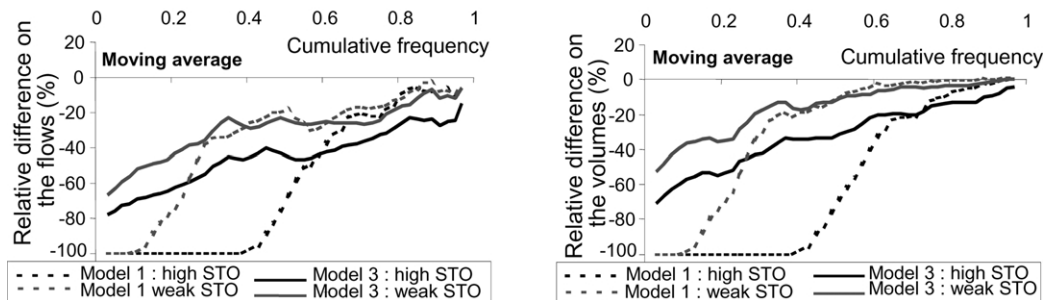 0 0.2 0.4 0.6 0.8 1
20
0
-20
-40
-60
-80
-100
Relative difference on
the flows (%)
Moving average
Cumulative frequency
Model 1 : high STO
Model 3 : high STO
Model 1 weak STO
Model 3 : weak STO
0 0.2 0.4 0.6 0.8 1
20
0
-20
-40
-60
-80
-100
Relative difference on
the volumes (%)
Moving average
Cumulative frequency
Model 1 : high STO
Model 3 : high STO
Model 1 : weak STO
Model 3 : weak STO